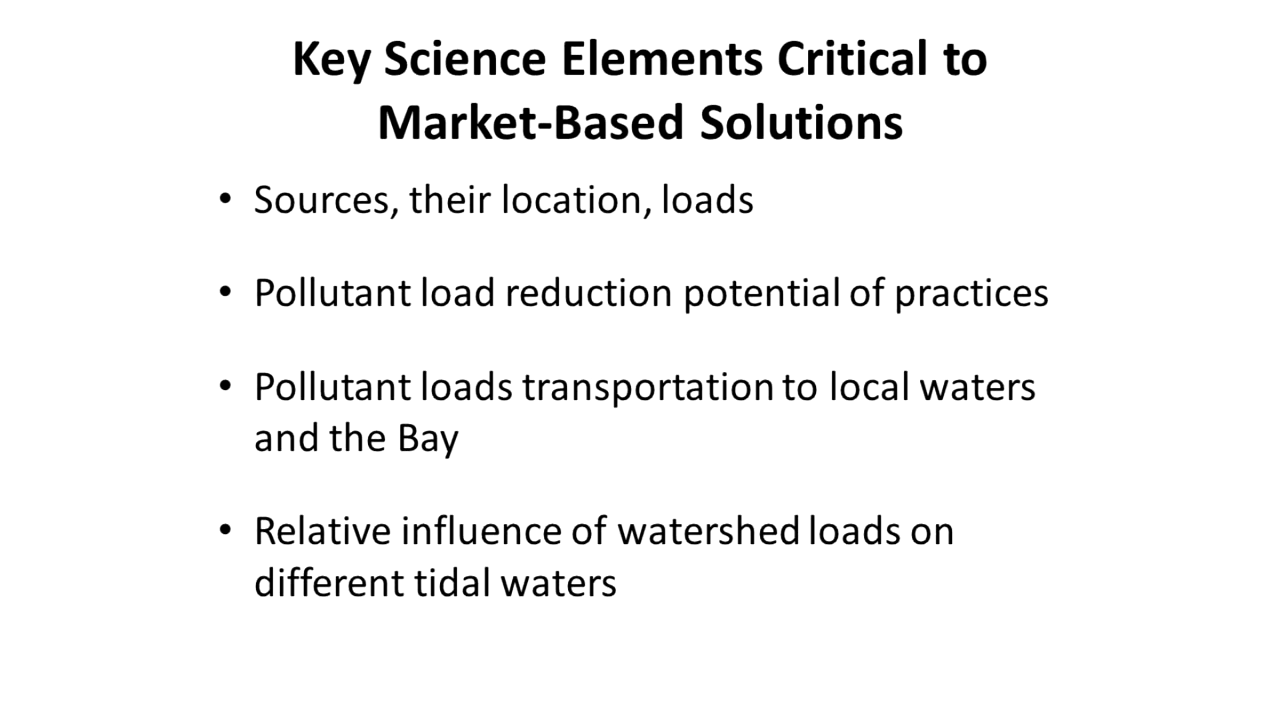 Key Science Elements Critical to
Market-Based Solutions
• Sources, their location, loads
• Pollutant load reduction potential of practices
• Pollutant loads transportation to local waters
and the Bay
• Relative influence of watershed loads on
different tidal waters